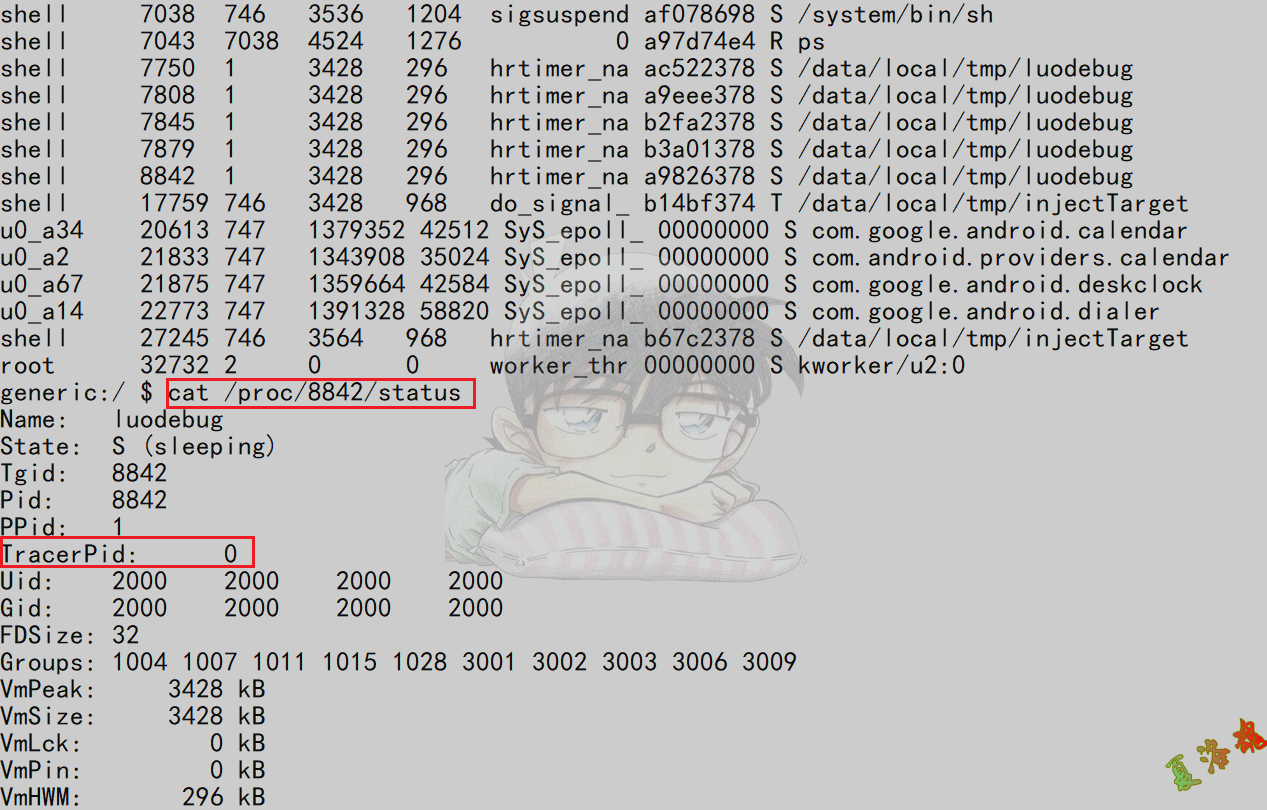 shell 7038 746 3536 1204 sigsuspend af078698 S /system/bin/sh
shell 7043 7038 4524 1276 0 a97d74e4 R ps
shell 7750 1 3428 296 hrtimer_na ac522378 S /data/local/tmp/luodebug
shell 7808 1 3428 296 hrtimer_na a9eee378 S /data/local/tmp/luodebug
shell 7845 1 3428 296 hrtimer_na b2fa2378 S /data/local/tmp/luodebug
shell 7879 1 3428 296 hrtimer_na b3a01378 S /data/local/tmp/luodebug
shell 8842 1 3428 296 hrtimer_na a9826378 S /data/local/tmp/luodebug
shell 17759 746 3428 968 do_signal_ b14bf374 T /data/local/tmp/injectTarget
u0_a34 20613 747 1379352 42512 SyS_epoll_ 00000000 S com.google.android.calendar
u0_a2 21833 747 1343908 35024 SyS_epoll_ 00000000 S com.android.providers.calendar
u0_a67 21875 747 1359664 42584 SyS_epoll_ 00000000 S com.google.android.deskclock
u0_a14 22773 747 1391328 58820 SyS_epoll_ 00000000 S com.google.android.dialer
shell 27245 746 3564 968 hrtimer_na b67c2378 S /data/local/tmp/injectTarget
root 32732 2 0 0 worker_thr 00000000 S kworker/u2:0
generic:/ $ cat /proc/8842/status
Name: luodebug
State: S (sleeping)
Tgid: 8842
Pid: 8842
PPid: 1
TracerPid: 0
Uid: 2000 2000 2000 2000
Gid: 2000 2000 2000 2000
FDSize: 32
Groups: 1004 1007 1011 1015 1028 3001 3002 3003 3006 3009
VmPeak: 3428 kB
VmSize: 3428 kB
VmLck: 0 kB
VmPin: 0 kB
VmHWM: 296 kB